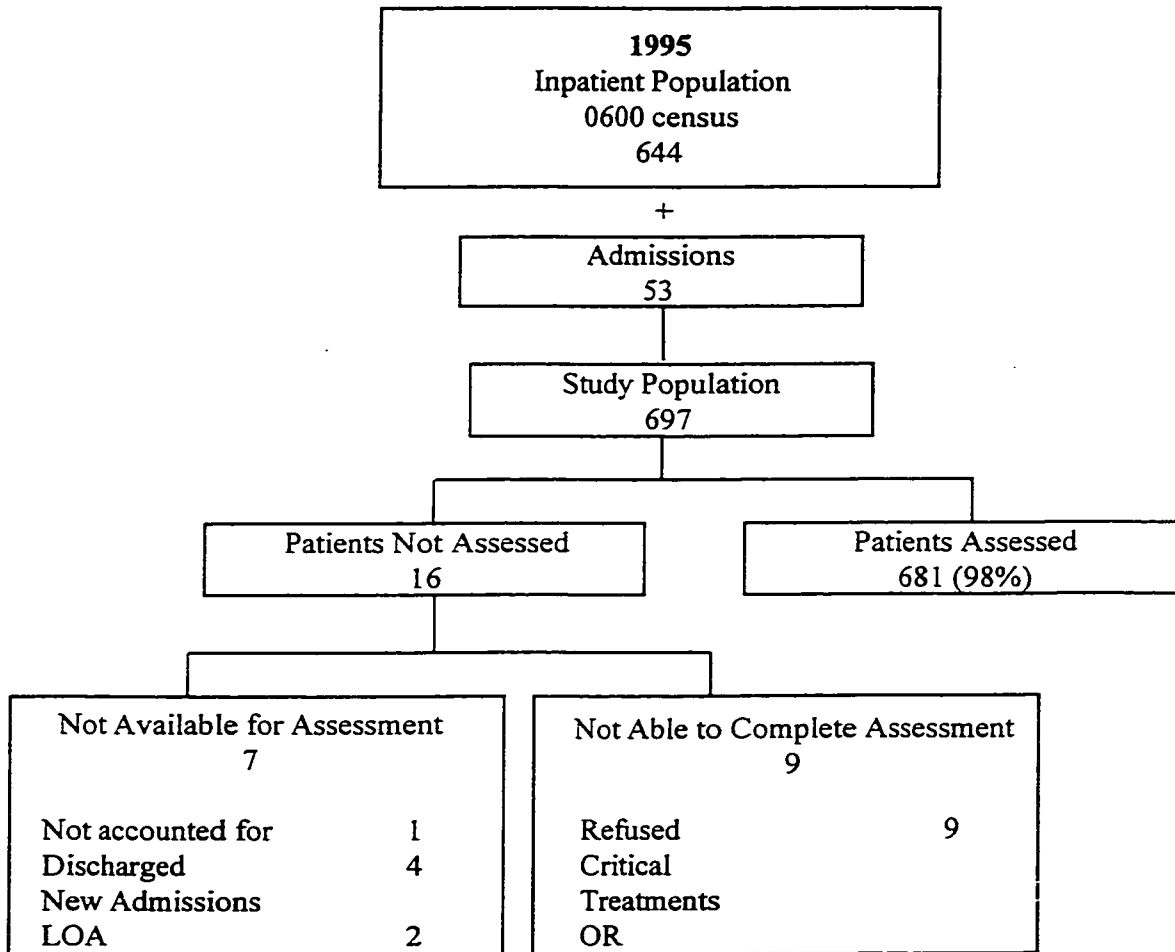 1995
Inpatient Population
0600 census
644
+
Admissions
53
Study Population
697
Patients Not Assessed
16
Patients Assessed
681 (98%)
Not Available for Assessment
7
Not accounted for 1
Discharged 4
New Admissions
LOA 2
Not Able to Complete Assessment
9
Refused 9
Critical
Treatments
OR